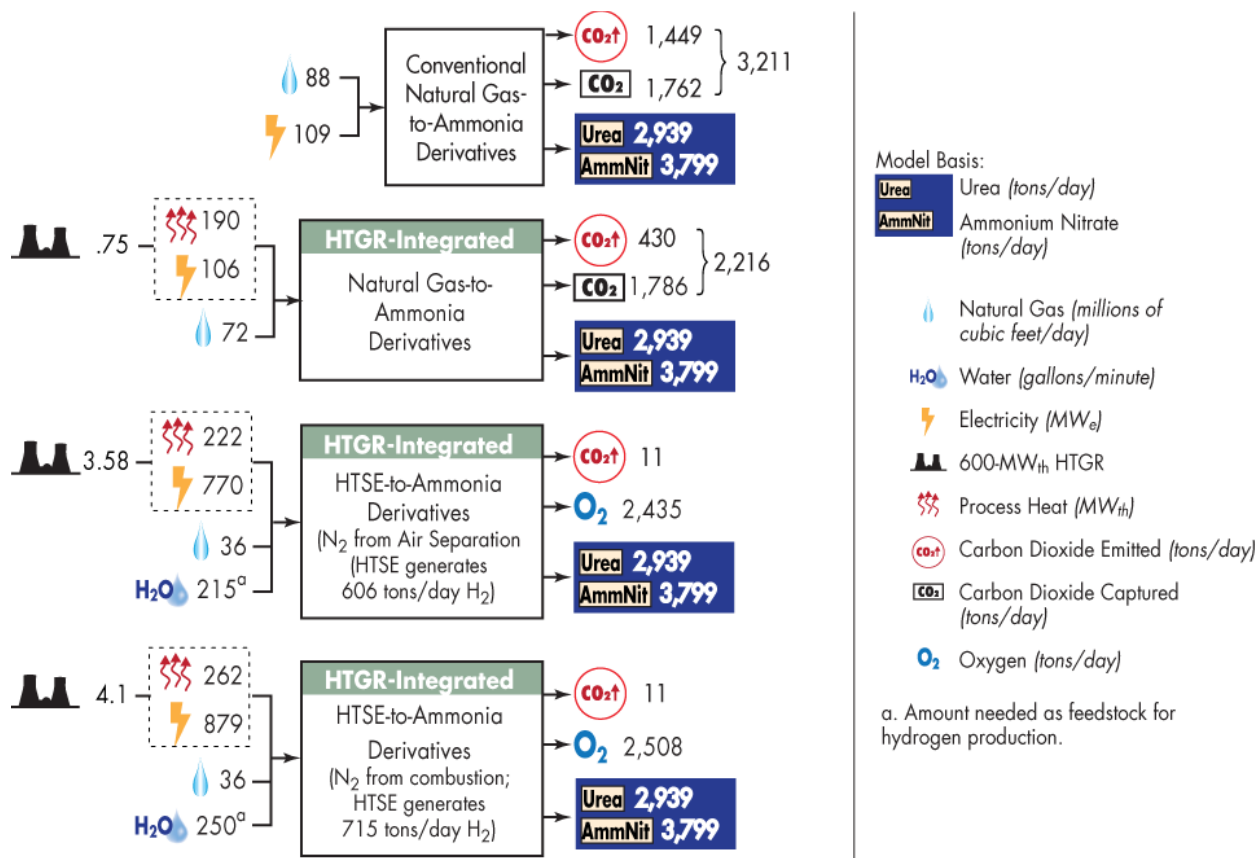 CO2↑ 1,449
CO2 1,762
3,211
88
109
Conventional
Natural Gas-
to-Ammonia
Derivatives
Urea 2,939
AmmNit 3,799
.75
190
106
72
HTGR-Integrated
Natural Gas-to-
Ammonia
Derivatives
CO2↑ 430
CO2 1,786
2,216
Urea 2,939
AmmNit 3,799
3.58
222
770
36
H2O 215a
HTGR-Integrated
HTSE-to-Ammonia
Derivatives
(N2 from Air Separation
(HTSE generates
606 tons/day H2)
CO2↑ 11
O2 2,435
Urea 2,939
AmmNit 3,799
4.1
262
879
36
H2O 250a
HTGR-Integrated
HTSE-to-Ammonia
Derivatives
(N2 from combustion;
HTSE generates
715 tons/day H2)
CO2↑ 11
O2 2,508
Urea 2,939
AmmNit 3,799
Model Basis:
Urea Urea (tons/day)
AmmNit Ammonium Nitrate
(tons/day)
Natural Gas (millions of
cubic feet/day)
H2O Water (gallons/minute)
Electricity (MWe)
600-MWth HTGR
Process Heat (MWth)
CO2↑ Carbon Dioxide Emitted (tons/day)
CO2 Carbon Dioxide Captured
(tons/day)
O2 Oxygen (tons/day)
a. Amount needed as feedstock for
hydrogen production.